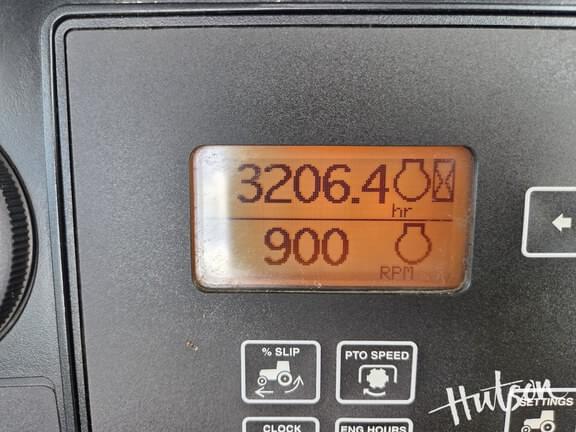 3206.4
hr
900
RPM
% SLIP
PTO SPEED
Hutson
SETTINGS
CLOCK
ENG HOURS